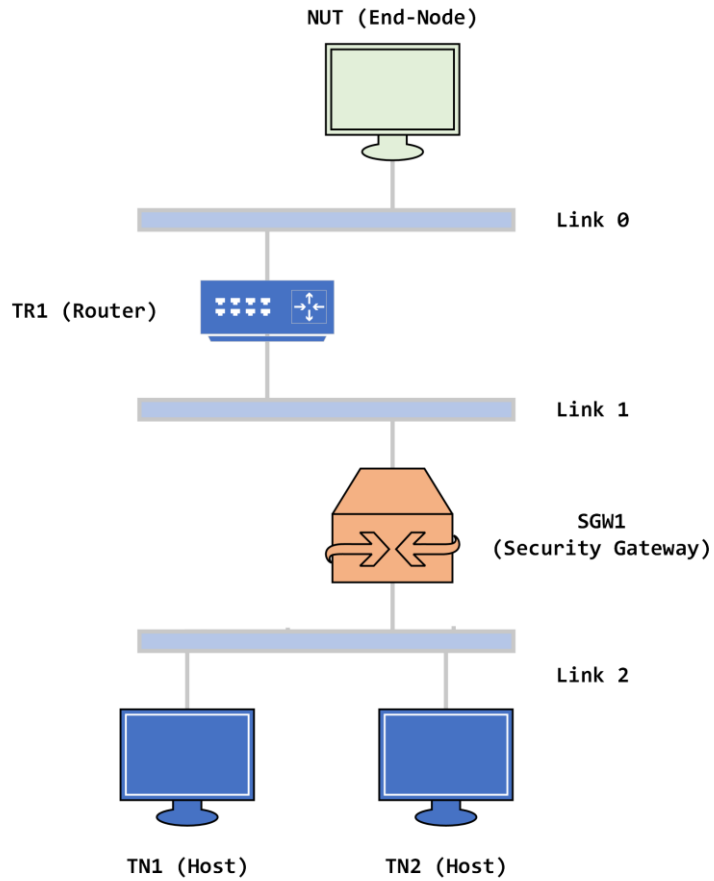 NUT (End-Node)
Link 0
TR1 (Router)
Link 1
SGW1
(Security Gateway)
Link 2
TN1 (Host)
TN2 (Host)